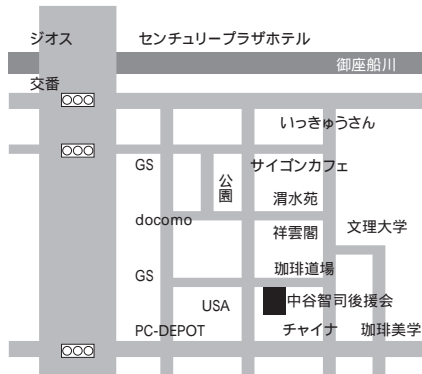 ジオス
センチュリープラザホテル
御座船川
交番
いっきゅうさん
GS
サイゴンカフェ
公園
渭水苑
docomo
祥雲閣
文理大学
珈琲道場
GS
中谷智司後援会
USA
PC-DEPOT
チャイナ
珈琲美学